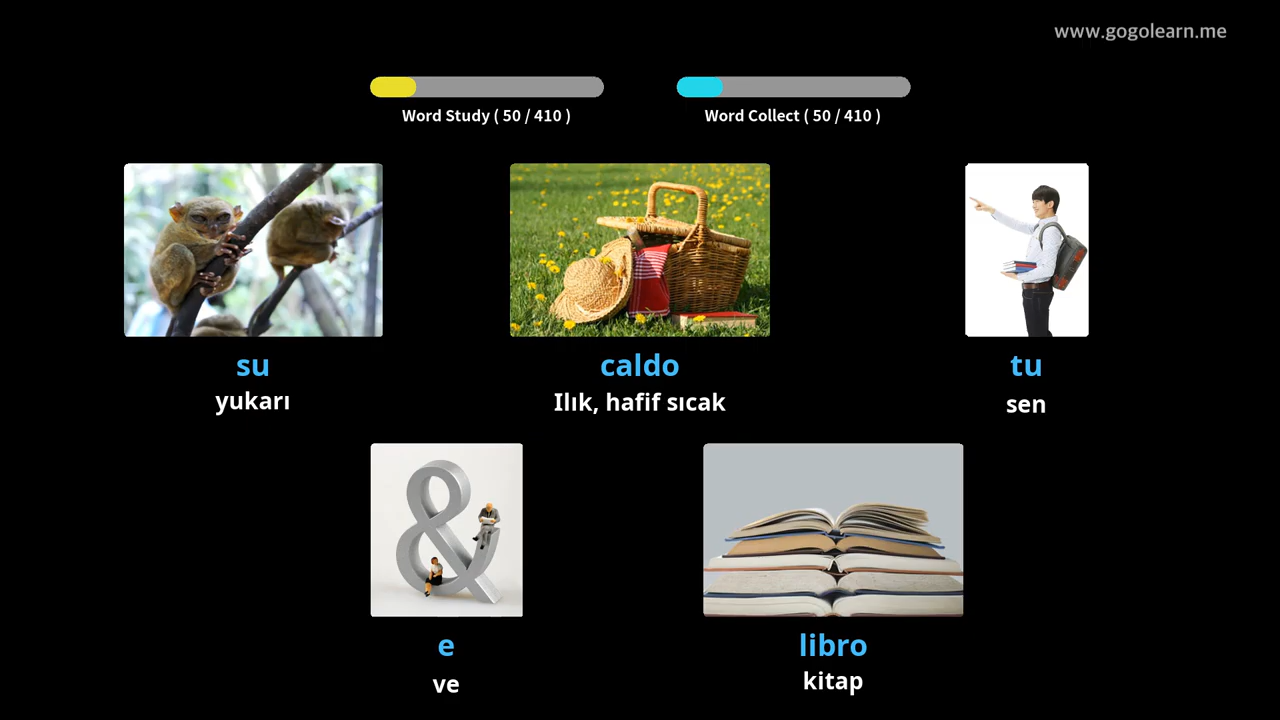 www.gogolearn.me
Word Study ( 50 / 410 )
Word Collect ( 50 / 410 )
su
yukarı
caldo
Ilık, hafif sıcak
tu
sen
e
ve
libro
kitap